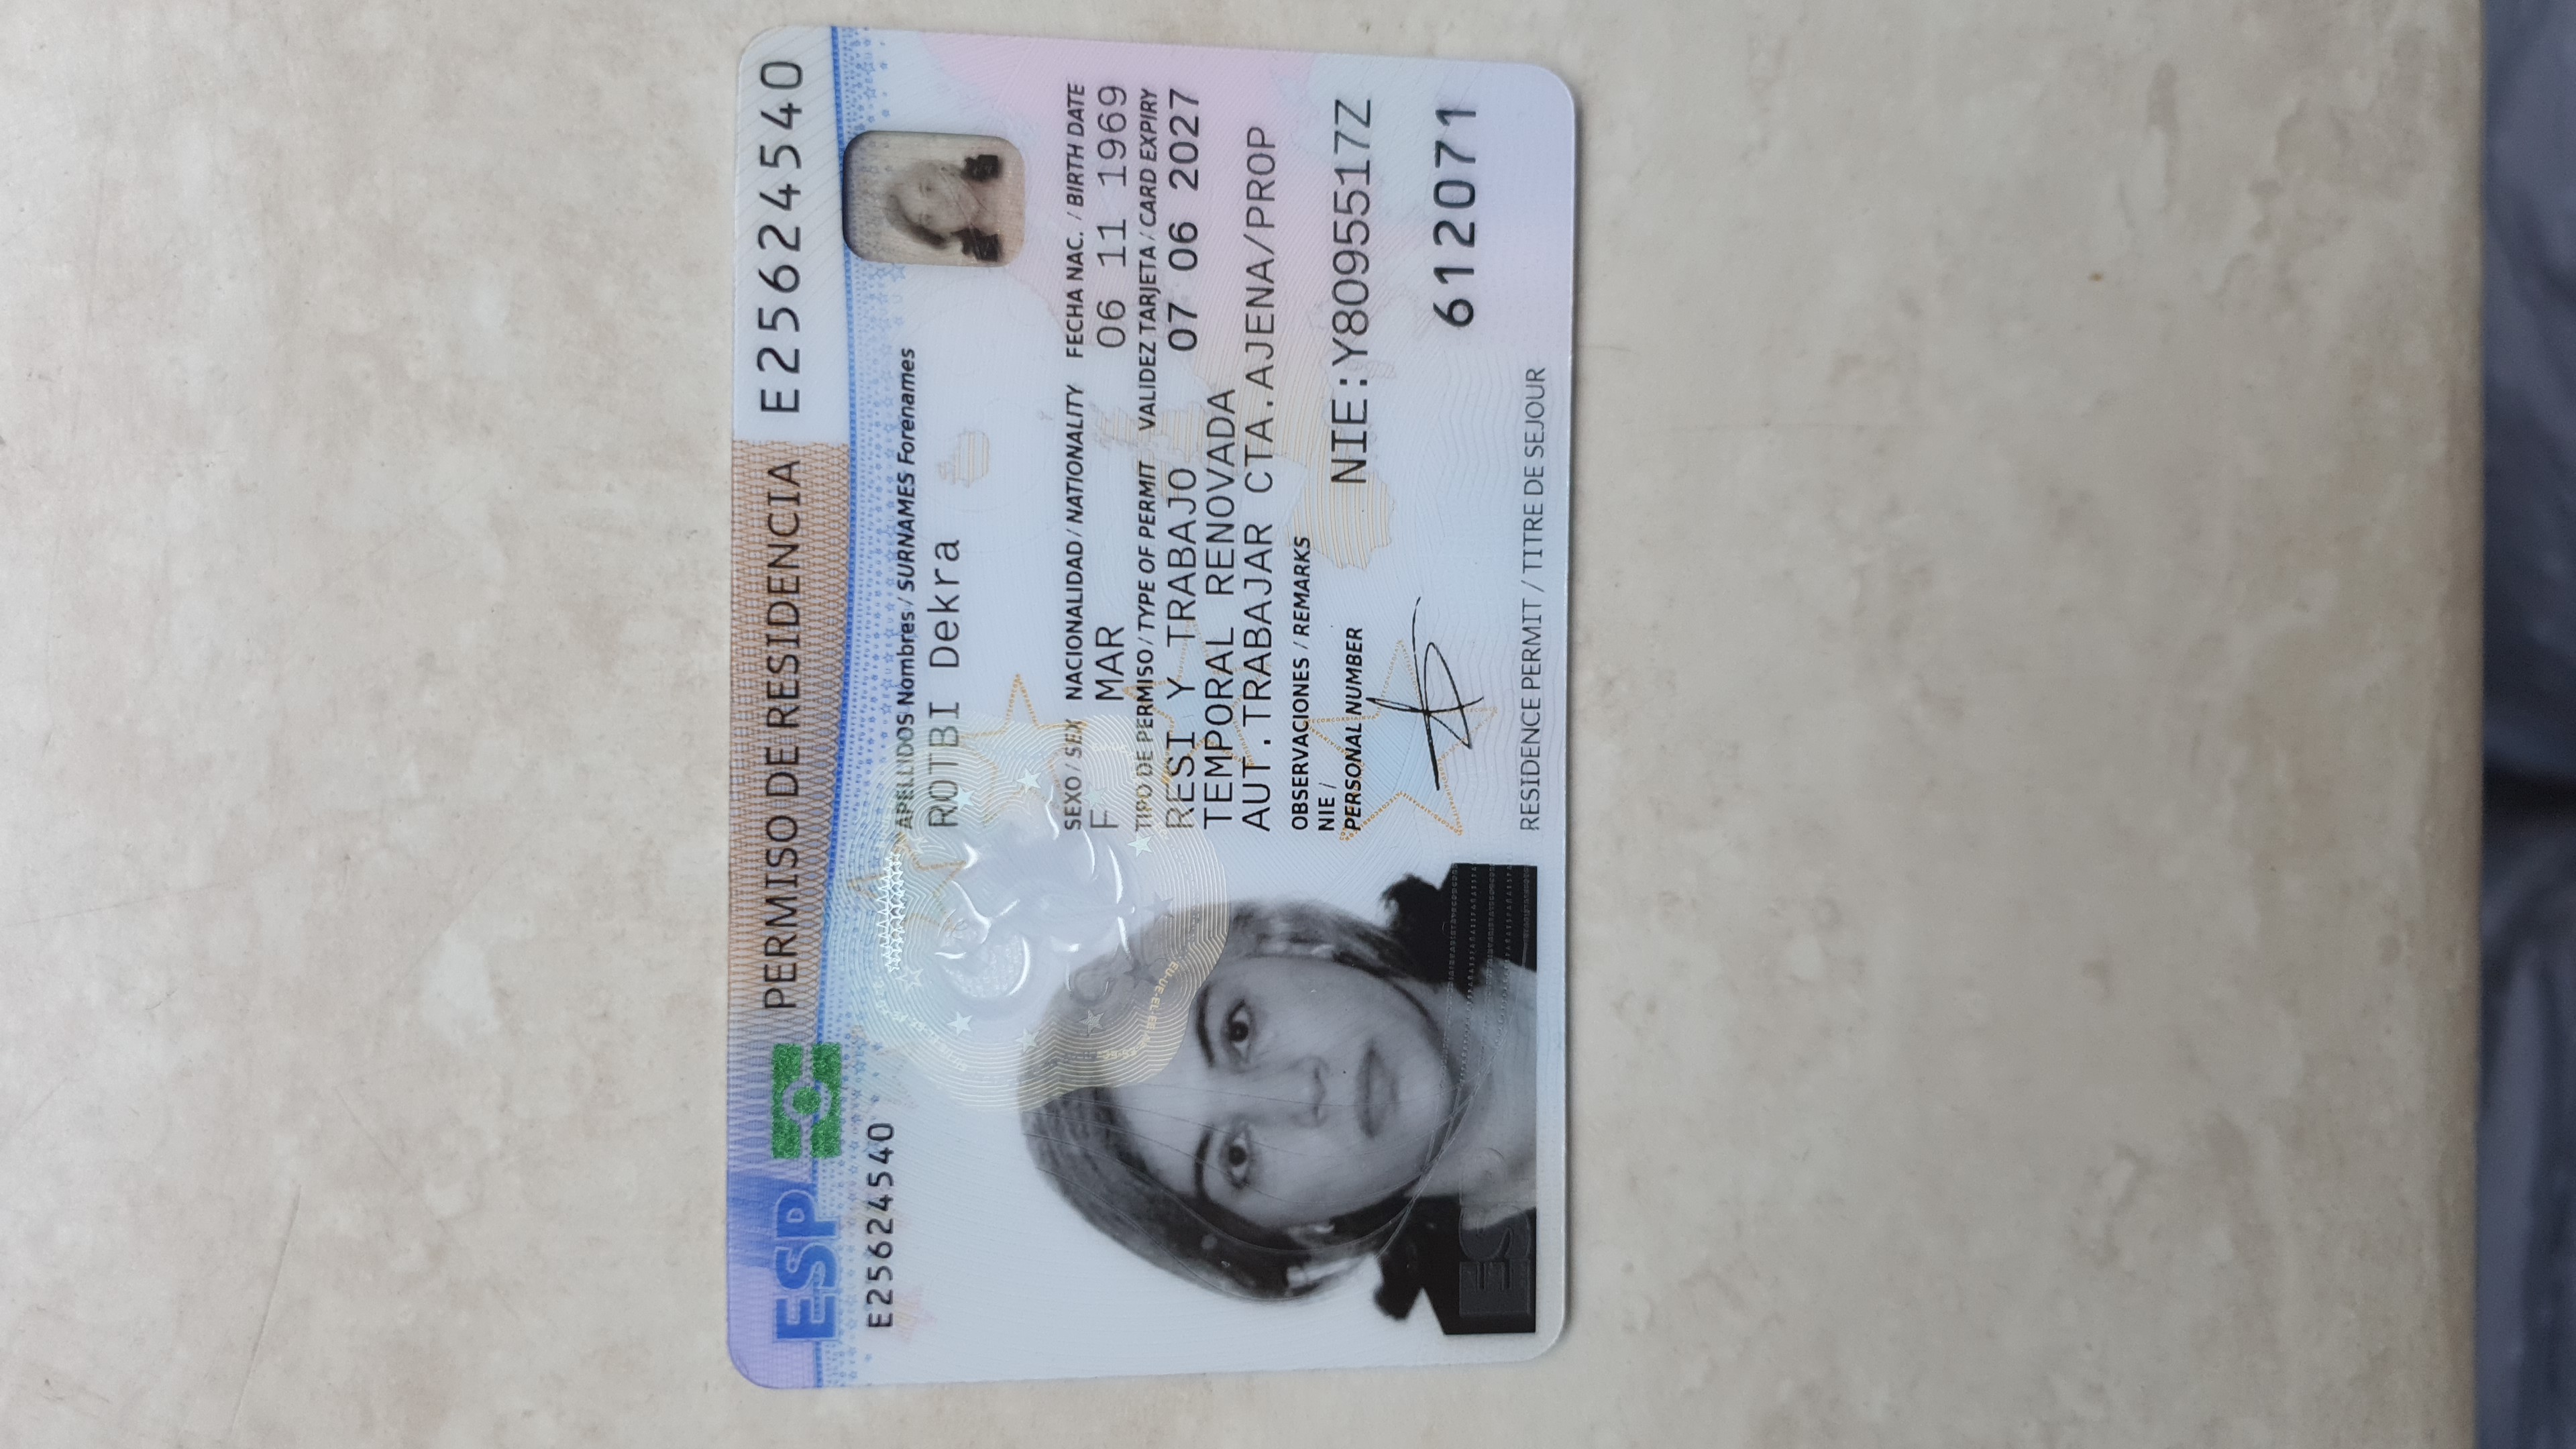 ESP PERMISO DE RESIDENCIA E25624540
E25624540
APELLIDOS Nombres / SURNAMES Forenames
ROTBI Dekra
SEXO / SEX NACIONALIDAD / NATIONALITY FECHA NAC. / BIRTH DATE
F MAR 06 11 1969
TIPO DE PERMISO / TYPE OF PERMIT VALIDEZ TARJETA / CARD EXPIRY
RESI Y TRABAJO 07 06 2027
TEMPORAL RENOVADA
AUT.TRABAJAR CTA.AJENA/PROP
OBSERVACIONES / REMARKS
NIE /
PERSONAL NUMBER NIE:Y8095517Z
612071
ES
RESIDENCE PERMIT / TITRE DE SEJOUR